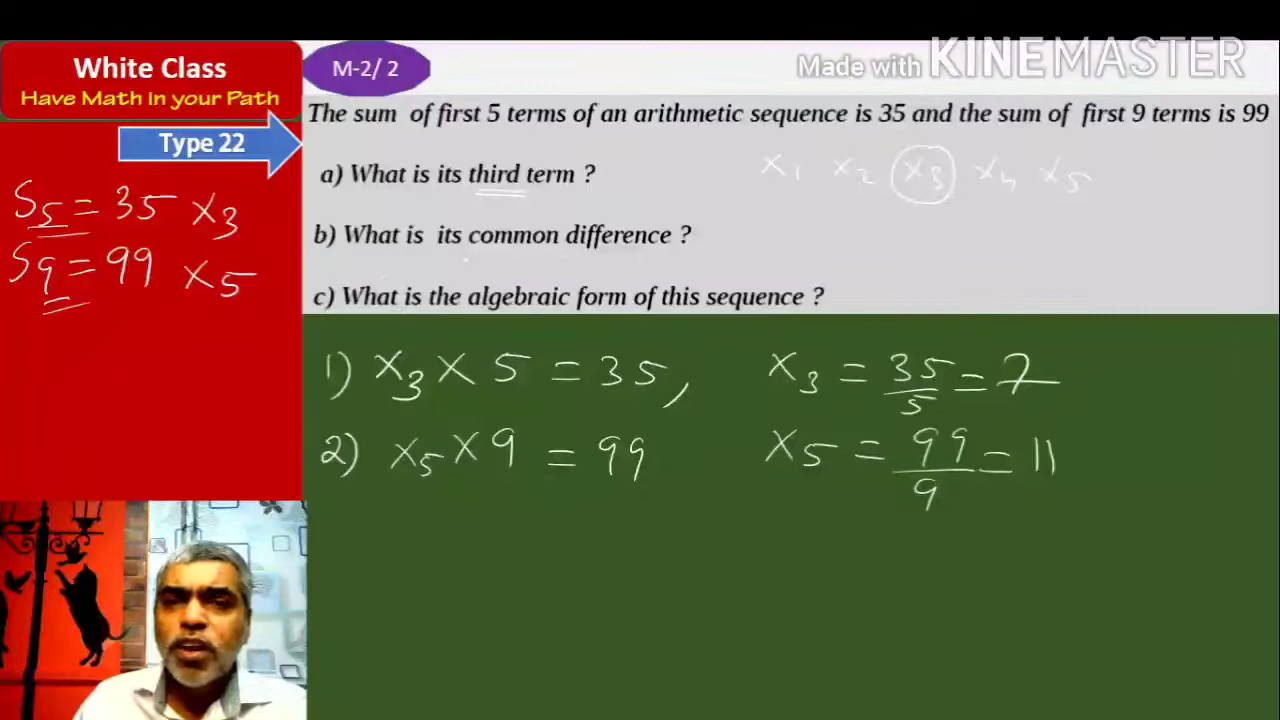 Made with KINEMASTER
White Class
Have Math in your Path
M-2/ 2
Type 22
The sum of first 5 terms of an arithmetic sequence is 35 and the sum of first 9 terms is 99
a) What is its third term ?
x1 x2 x3 x4 x5
b) What is its common difference ?
c) What is the algebraic form of this sequence ?
S5 = 35 x3
S9 = 99 x5
1) x3 × 5 = 35, x3 = 35/5 = 7
2) x5 × 9 = 99 x5 = 99/9 = 11